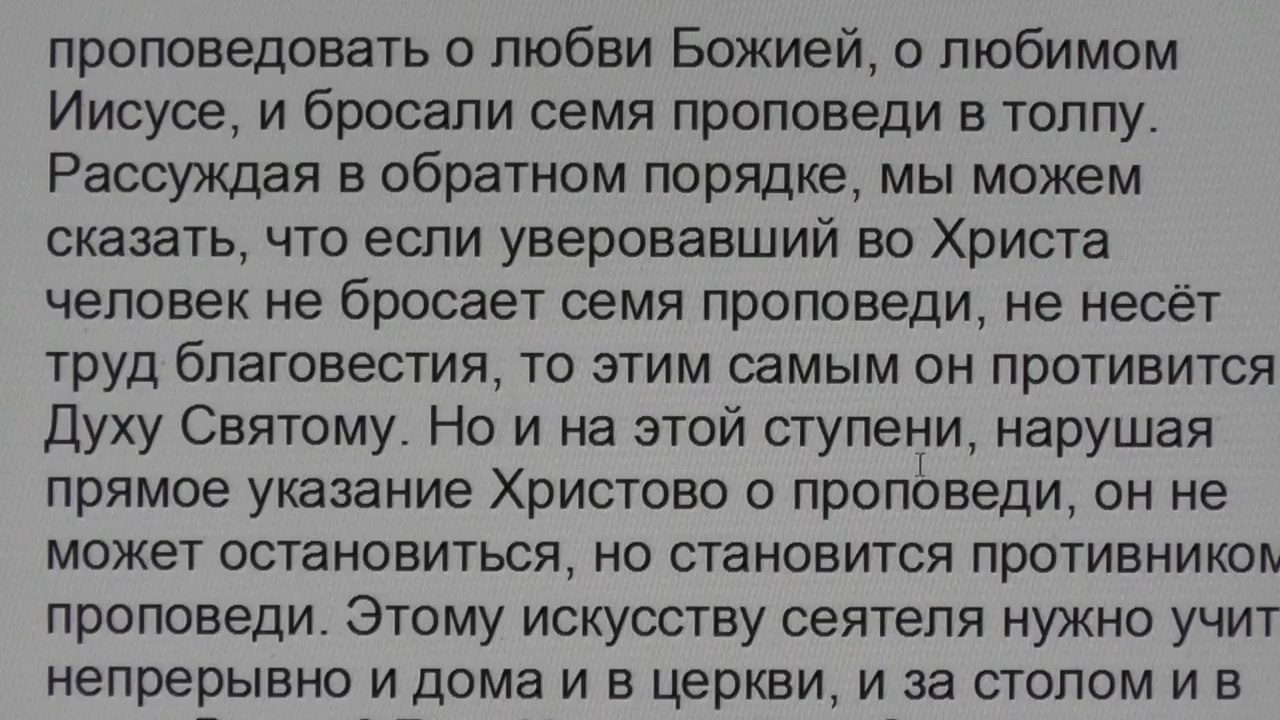 проповедовать о любви Божией, о любимом
Иисусе, и бросали семя проповеди в толпу.
Рассуждая в обратном порядке, мы можем
сказать, что если уверовавший во Христа
человек не бросает семя проповеди, не несёт
труд благовестия, то этим самым он противится
Духу Святому. Но и на этой ступени, нарушая
прямое указание Христово о проповеди, он не
может остановиться, но становится противником
проповеди. Этому искусству сеятеля нужно учит
непрерывно и дома и в церкви, и за столом и в